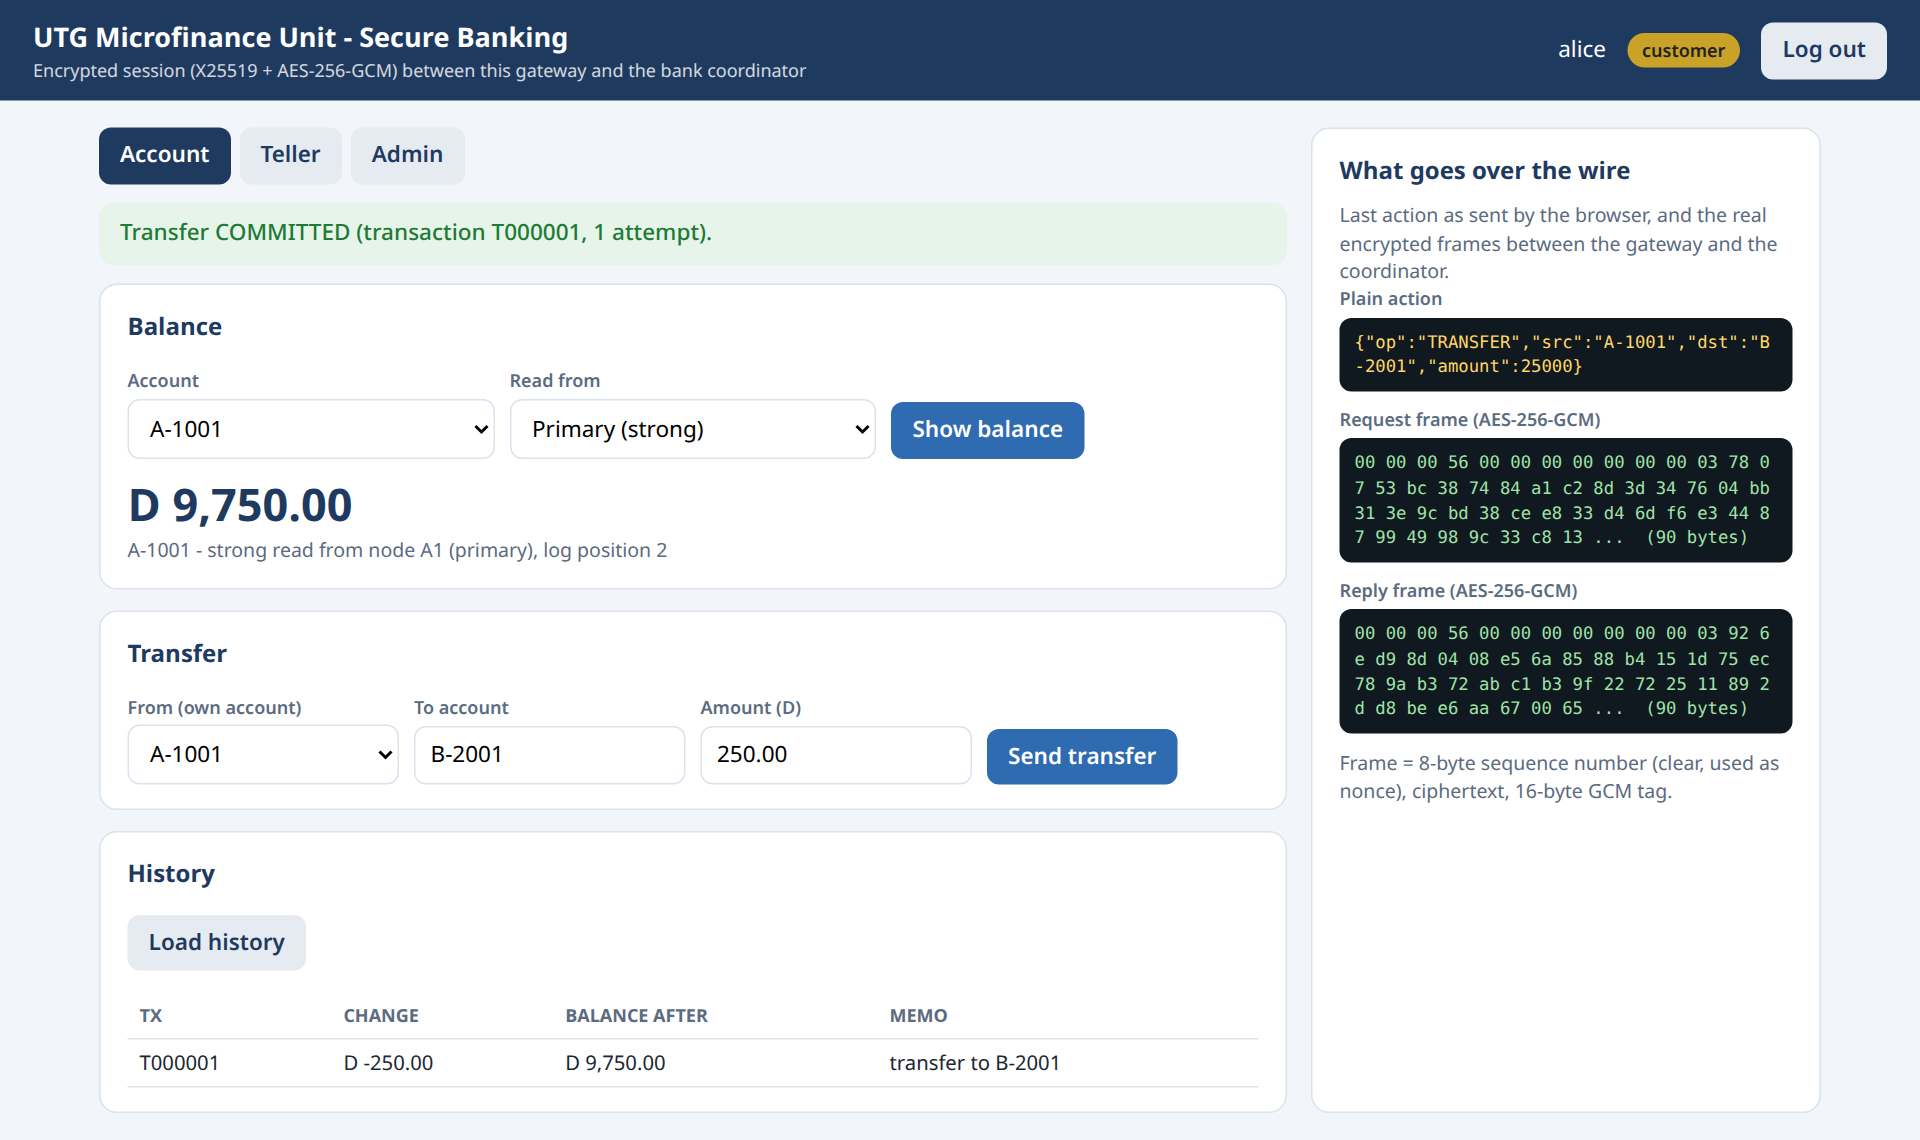 UTG Microfinance Unit - Secure Banking
Encrypted session (X25519 + AES-256-GCM) between this gateway and the bank coordinator
alice
customer
Log out
Account
Teller
Admin
Transfer COMMITTED (transaction T000001, 1 attempt).
Balance
Account
Read from
A-1001
Primary (strong)
Show balance
D 9,750.00
A-1001 - strong read from node A1 (primary), log position 2
Transfer
From (own account)
To account
Amount (D)
A-1001
B-2001
250.00
Send transfer
History
Load history
TX CHANGE BALANCE AFTER MEMO
T000001 D -250.00 D 9,750.00 transfer to B-2001
What goes over the wire
Last action as sent by the browser, and the real
encrypted frames between the gateway and the
coordinator.
Plain action
{"op":"TRANSFER","src":"A-1001","dst":"B
-2001","amount":25000}
Request frame (AES-256-GCM)
00 00 00 56 00 00 00 00 00 00 00 03 78 0
7 53 bc 38 74 84 a1 c2 8d 3d 34 76 04 bb
31 3e 9c bd 38 ce e8 33 d4 6d f6 e3 44 8
7 99 49 98 9c 33 c8 13 ... (90 bytes)
Reply frame (AES-256-GCM)
00 00 00 56 00 00 00 00 00 00 00 03 92 6
e d9 8d 04 08 e5 6a 85 88 b4 15 1d 75 ec
78 9a b3 72 ab c1 b3 9f 22 72 25 11 89 2
d d8 be e6 aa 67 00 65 ... (90 bytes)
Frame = 8-byte sequence number (clear, used as
nonce), ciphertext, 16-byte GCM tag.